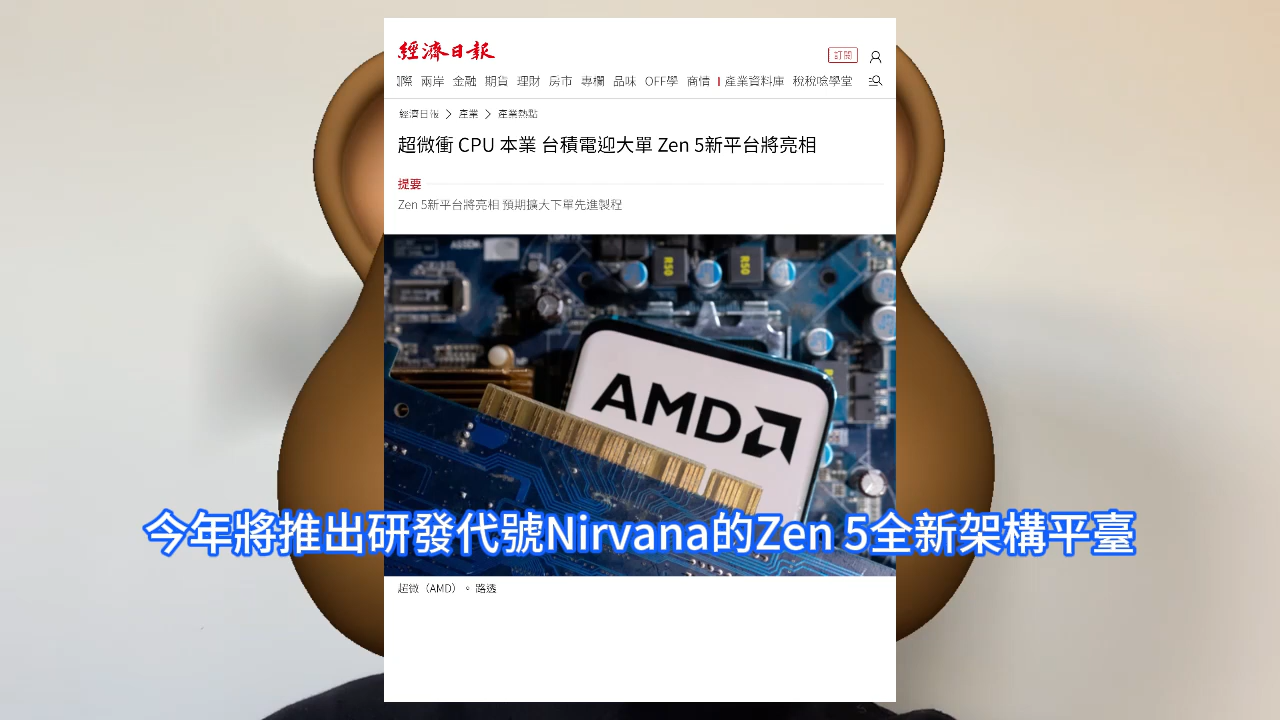 經濟日報
訂閱
際 兩岸 金融 期貨 理財 房市 專欄 品味 OFF學 商情 產業資料庫 稅稅唸學堂
經濟日報 > 產業 > 產業熱點
超微衝 CPU 本業 台積電迎大單 Zen 5新平台將亮相
提要
Zen 5新平台將亮相 預期擴大下單先進製程
R50
R50
AMD
今年將推出研發代號Nirvana的Zen 5全新架構平臺
超微（AMD）。 路透